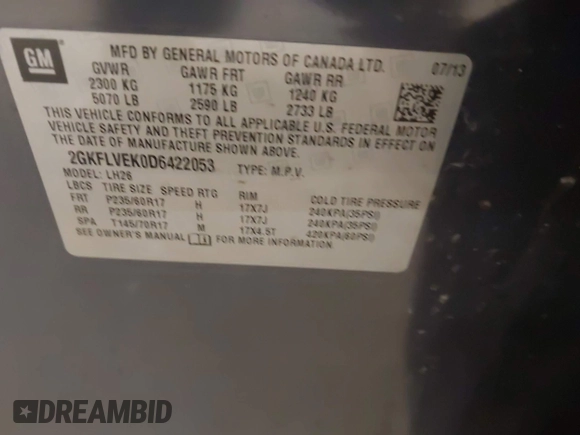 GM
MFD BY GENERAL MOTORS OF CANADA LTD. 07/13
GVWR GAWR FRT GAWR RR
2300 KG 1175 KG 1240 KG
5070 LB 2590 LB 2733 LB
THIS VEHICLE CONFORMS TO ALL APPLICABLE U.S. FEDERAL MOTOR
VEHICLE SAFETY AND THEFT PREVENTION STANDARDS IN EFFECT ON
THE DATE OF MANUFACTURE SHOWN ABOVE.
2GKFLVEK0D6422053 TYPE: M.P.V.
MODEL: LH26
LBCS TIRE SIZE SPEED RTG RIM COLD TIRE PRESSURE
FRT P235/60R17 H 17X7J 240KPA(35PSI)
RR P235/60R17 H 17X7J 240KPA(35PSI)
SPA T145/70R17 M 17X4.5T 420KPA(60PSI)
SEE OWNER'S MANUAL FOR MORE INFORMATION.
DREAMBID